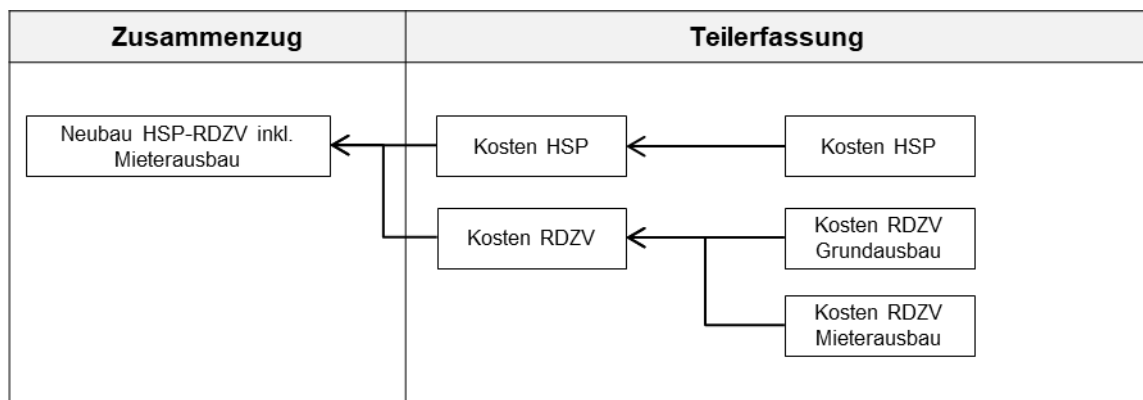 Zusammenzug
Teilerfassung
Neubau HSP-RDZV inkl.
Mieterausbau
Kosten HSP
Kosten HSP
Kosten RDZV
Kosten RDZV
Grundausbau
Kosten RDZV
Mieterausbau